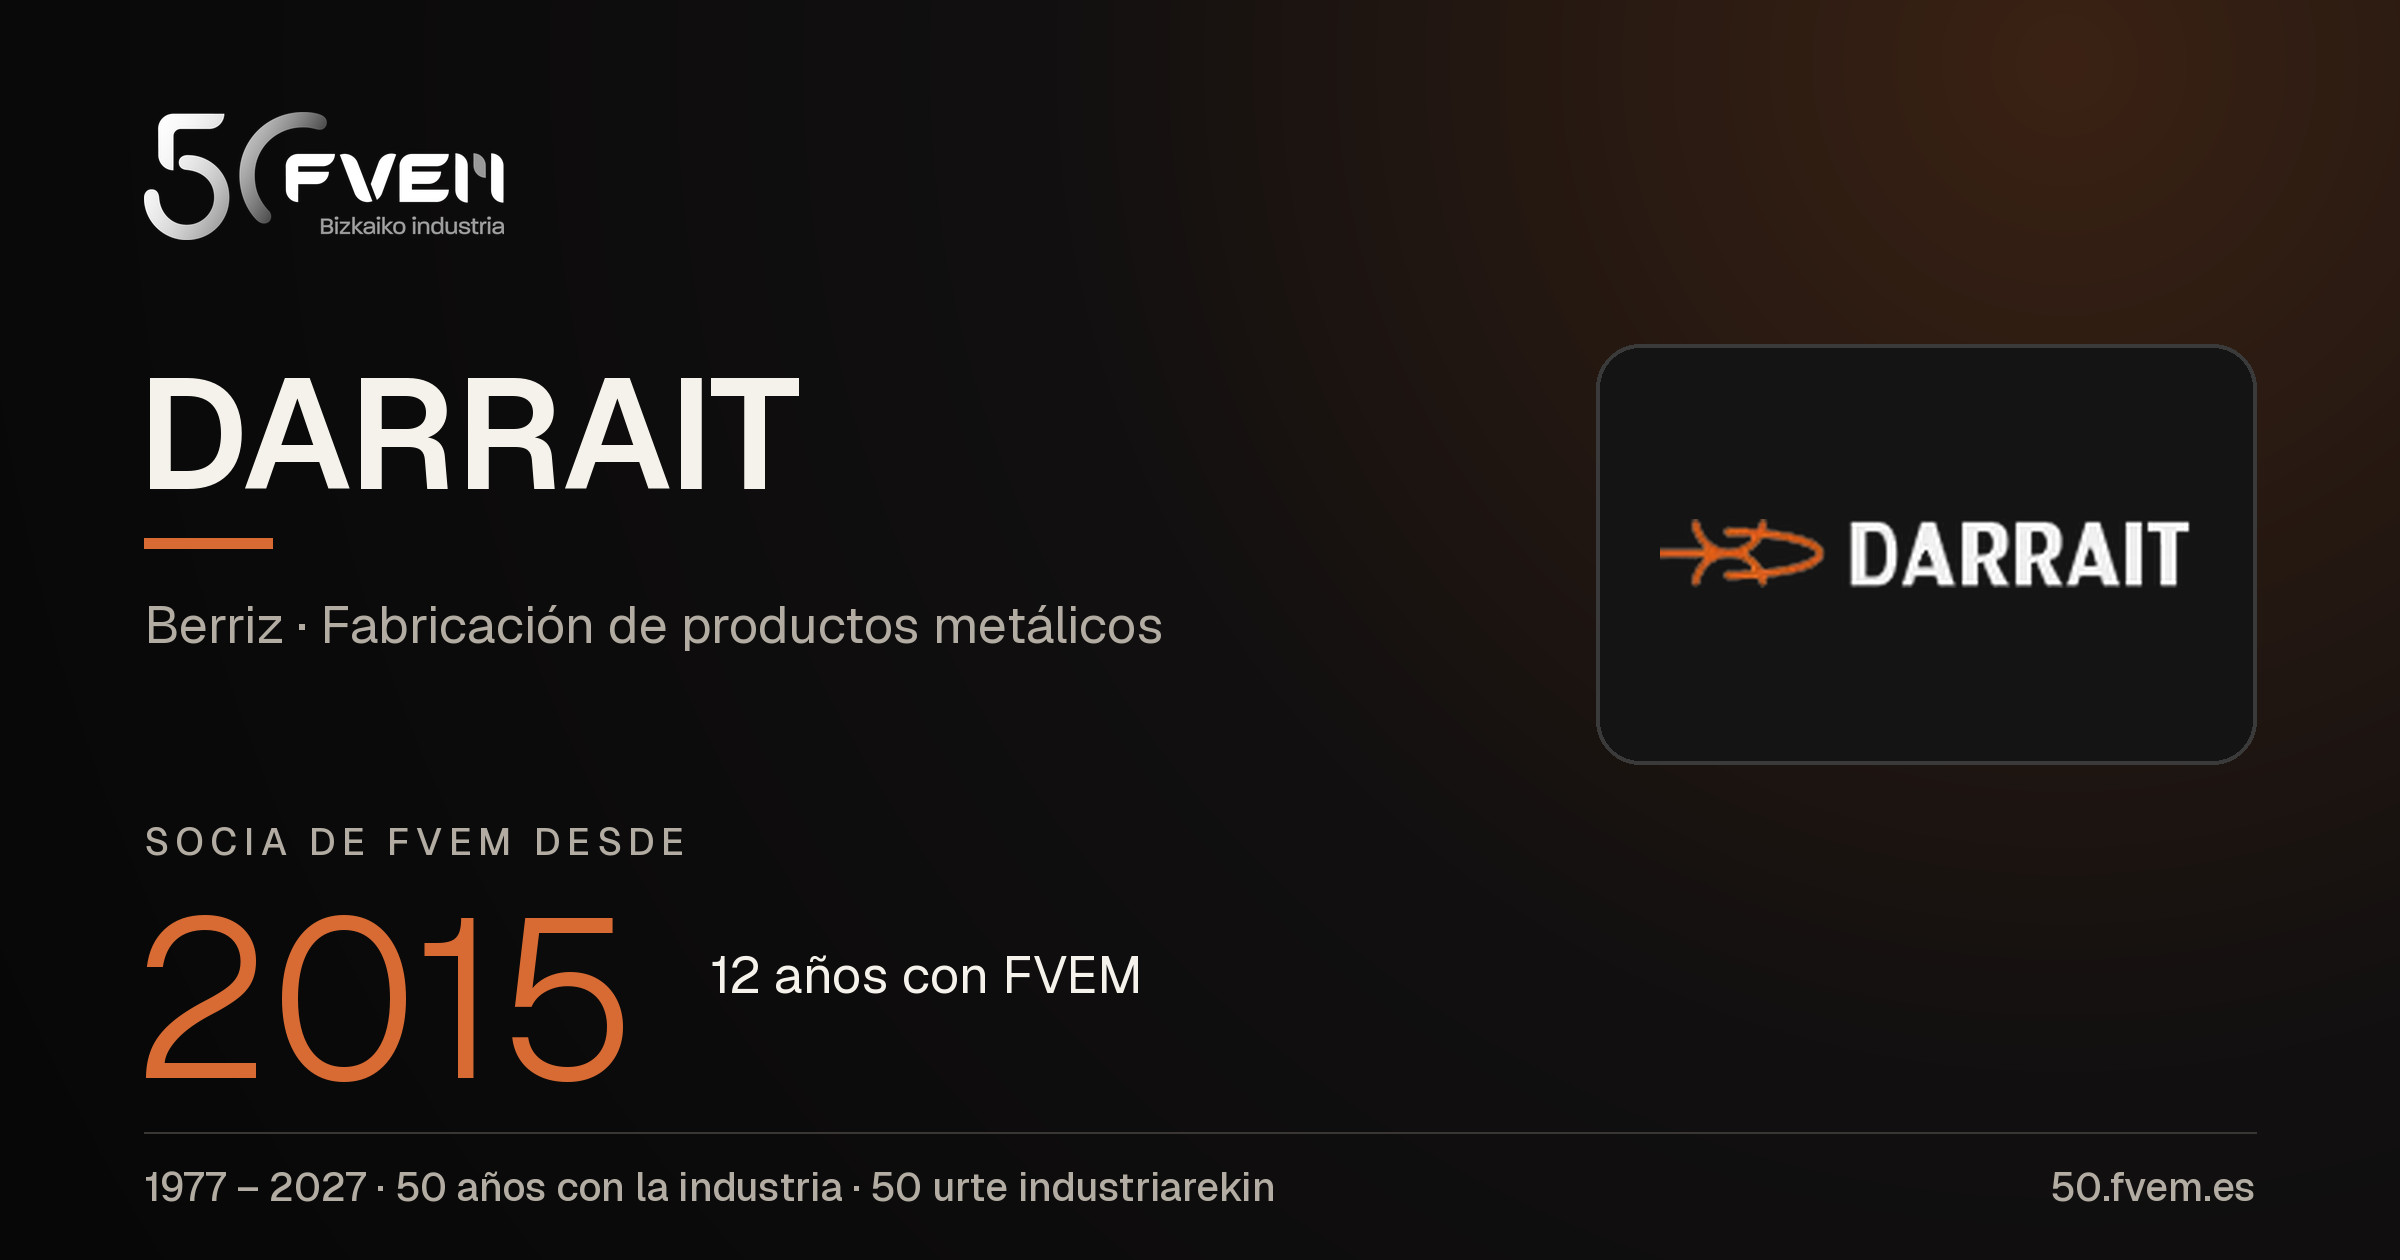 50 FVEM
Bizkaiko industria
DARRAIT
Berriz · Fabricación de productos metálicos
DARRAIT
SOCIA DE FVEM DESDE
2015
12 años con FVEM
1977 – 2027 · 50 años con la industria · 50 urte industriarekin
50.fvem.es